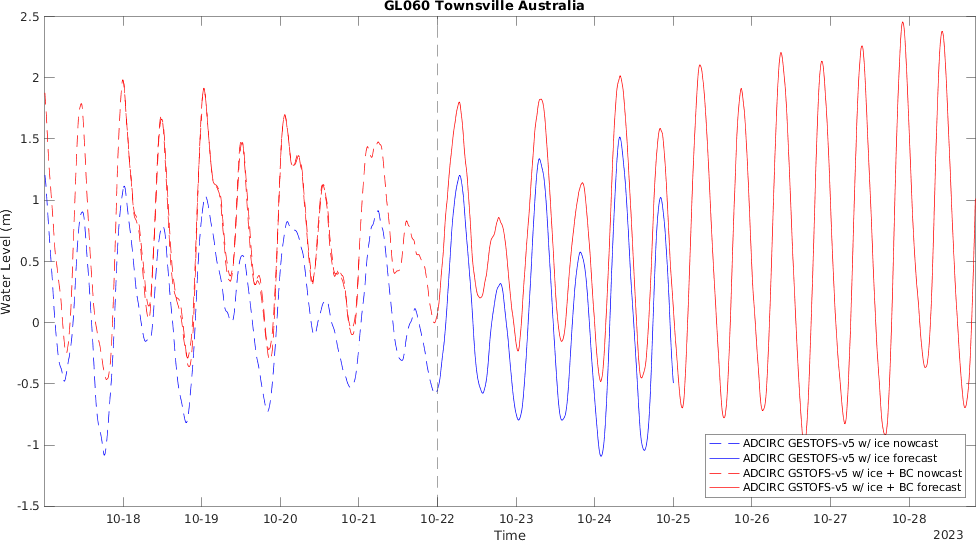 GL060 Townsville Australia
2.5
2
1.5
1
0.5
0
-0.5
-1
-1.5
Water Level (m)
10-18 10-19 10-20 10-21 10-22 10-23 10-24 10-25 10-26 10-27 10-28
Time
2023
ADCIRC GESTOFS-v5 w/ ice nowcast
ADCIRC GESTOFS-v5 w/ ice forecast
ADCIRC GSTOFS-v5 w/ ice + BC nowcast
ADCIRC GSTOFS-v5 w/ ice + BC forecast